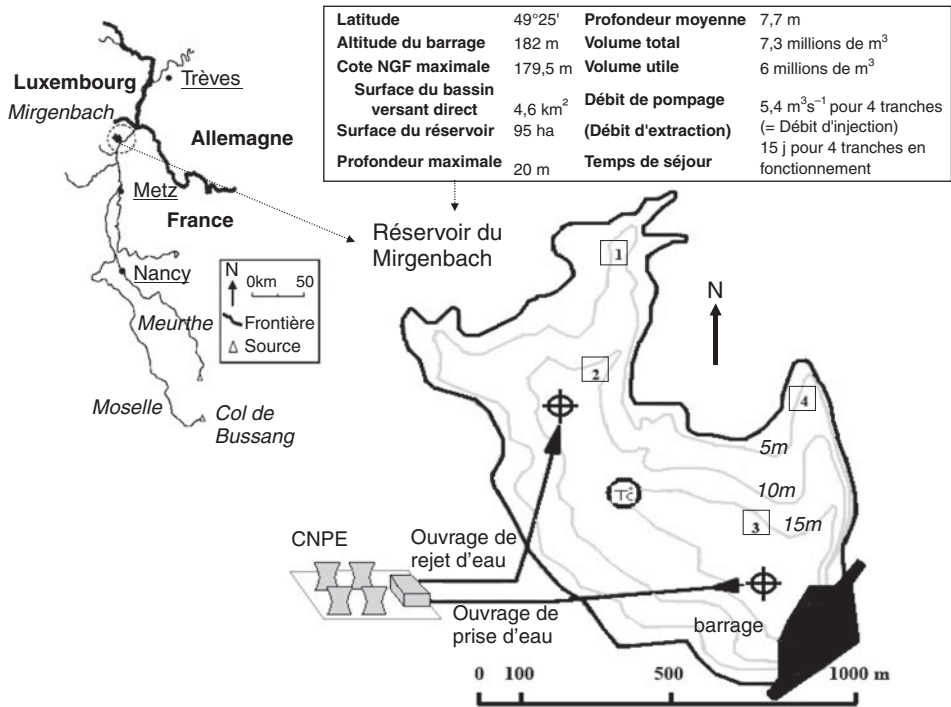 Latitude 49°25' Profondeur moyenne 7,7 m
Altitude du barrage 182 m Volume total 7,3 millions de m³
Cote NGF maximale 179,5 m Volume utile 6 millions de m³
Surface du bassin
versant direct 4,6 km² Débit de pompage 5,4 m³s⁻¹ pour 4 tranches
Surface du réservoir 95 ha (Débit d'extraction) (= Débit d'injection)
Profondeur maximale 20 m Temps de séjour 15 j pour 4 tranches en
fonctionnement
Luxembourg
Trèves
Mirgenbach
Allemagne
Metz
France
Nancy
N
0km 50
Frontière
Source
Meurthe
Moselle
Col de
Bussang
Réservoir du
Mirgenbach
1
N
2
4
5m
10m
T°C
3
15m
CNPE
Ouvrage de
rejet d'eau
Ouvrage de
prise d'eau
barrage
0 100 500 1000 m